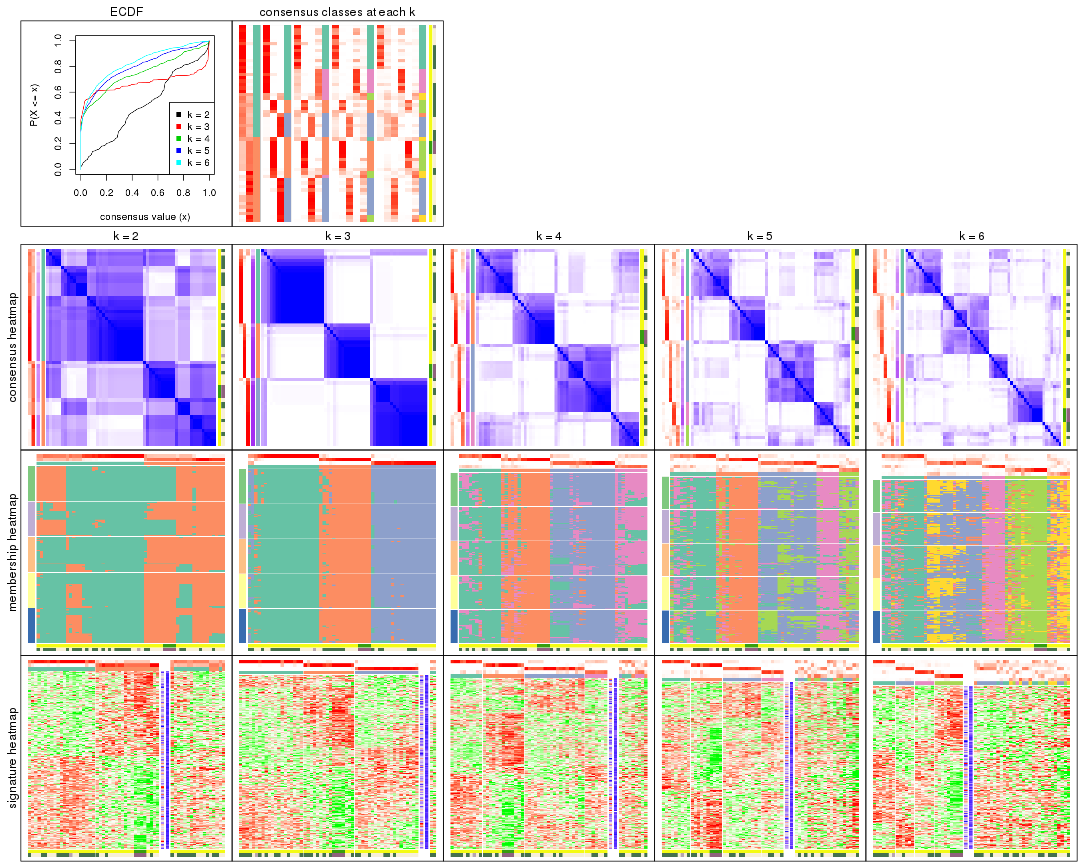 ECDF
consensus classes at each k
P(X <= x)
0.0 0.2 0.4 0.6 0.8 1.0
k = 2
k = 3
k = 4
k = 5
k = 6
0.0 0.2 0.4 0.6 0.8 1.0
consensus value (x)
k = 2
k = 3
k = 4
k = 5
k = 6
consensus heatmap
membership heatmap
signature heatmap